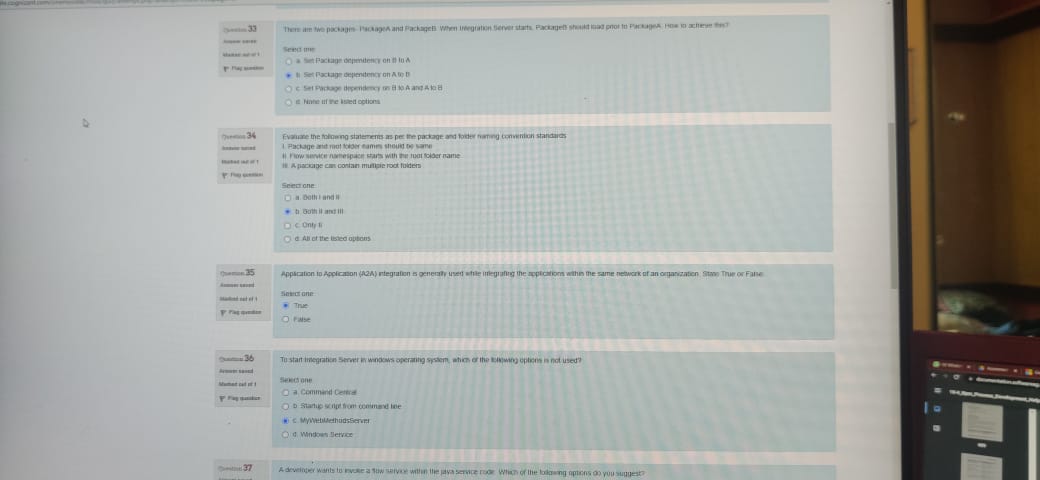 Question 33
Answer saved
Marked out of 1
Flag question
There are two packages- PackageA and PackageB. When Integration Server starts, PackageB should load prior to PackageA. How to achieve this?
Select one:
a. Set Package dependency on B to A
b. Set Package dependency on A to B
c. Set Package dependency on B to A and A to B
d. None of the listed options
Question 34
Answer saved
Marked out of 1
Flag question
Evaluate the following statements as per the package and folder naming convention standards
I. Package and root folder names should be same
II. Flow service namespace starts with the root folder name
III. A package can contain multiple root folders
Select one:
a. Both I and II
b. Both II and III
c. Only II
d. All of the listed options
Question 35
Answer saved
Marked out of 1
Flag question
Application to Application (A2A) integration is generally used while integrating the applications within the same network of an organization. State True or False.
Select one:
True
False
Question 36
Answer saved
Marked out of 1
Flag question
To start Integration Server in windows operating system, which of the following options is not used?
Select one:
a. Command Central
b. Startup script from command line
c. MyWebMethodsServer
d. Windows Service
Question 37
A developer wants to invoke a flow service within the java service code. Which of the following options do you suggest?